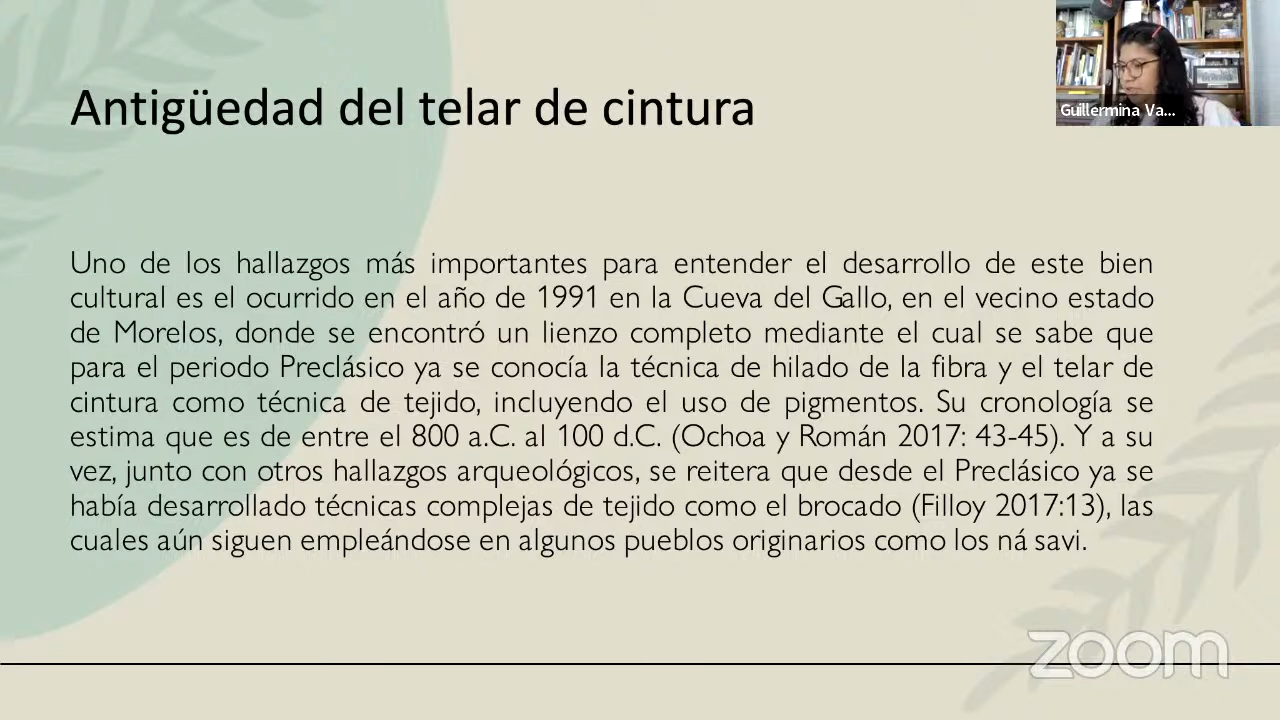 Antigüedad del telar de cintura
Guillermina Va...
Uno de los hallazgos más importantes para entender el desarrollo de este bien
cultural es el ocurrido en el año de 1991 en la Cueva del Gallo, en el vecino estado
de Morelos, donde se encontró un lienzo completo mediante el cual se sabe que
para el periodo Preclásico ya se conocía la técnica de hilado de la fibra y el telar de
cintura como técnica de tejido, incluyendo el uso de pigmentos. Su cronología se
estima que es de entre el 800 a.C. al 100 d.C. (Ochoa y Román 2017: 43-45). Y a su
vez, junto con otros hallazgos arqueológicos, se reitera que desde el Preclásico ya se
había desarrollado técnicas complejas de tejido como el brocado (Filloy 2017:13), las
cuales aún siguen empleándose en algunos pueblos originarios como los ná savi.
zoom